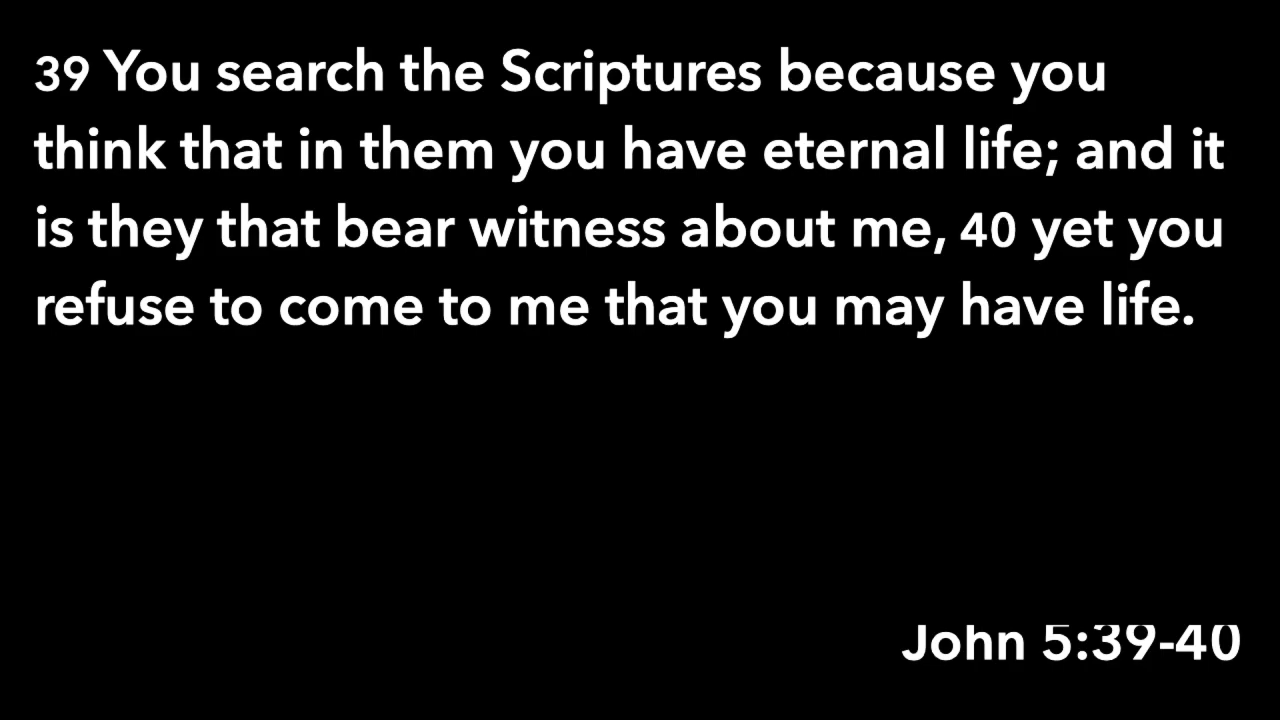 39 You search the Scriptures because you
think that in them you have eternal life; and it
is they that bear witness about me, 40 yet you
refuse to come to me that you may have life.
John 5:39-40